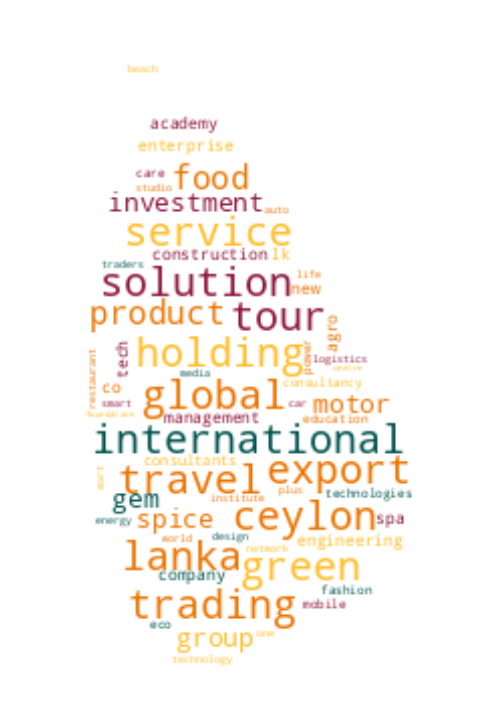 beach
academy
enterprise
care
food
studio
investment
auto
service
construction
lk
traders
life
solution
new
product
tour
agro
tech
holding
power
logistics
restaurant
media
centre
co
global
consultancy
smart
car
motor
foundation
management
education
international
consultants
travel
export
mart
gem
institute
plus
technologies
energy
spice
ceylon
spa
world
design
engineering
lanka
network
company
green
fashion
trading
mobile
eco
group
one
technology